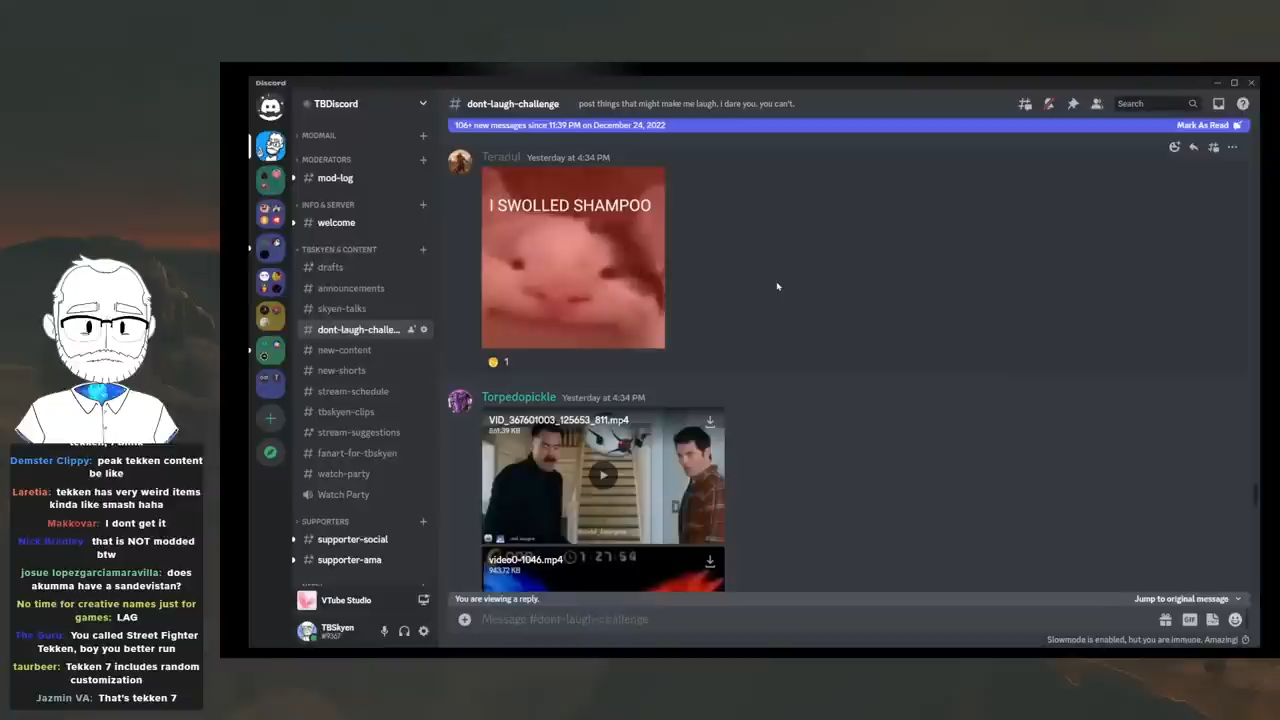 Discord
TBDiscord
# dont-laugh-challenge
post things that might make me laugh. i dare you. you can't.
Search
106+ new messages since 11:39 PM on December 24, 2022
Mark As Read
MODMAIL
MODERATORS
# mod-log
INFO & SERVER
# welcome
TBSKYEN & CONTENT
drafts
announcements
# skyen-talks
# dont-laugh-challe...
# new-content
# new-shorts
# stream-schedule
# tbskyen-clips
stream-suggestions
# fanart-for-tbskyen
# watch-party
Watch Party
SUPPORTERS
# supporter-social
# supporter-ama
VTube Studio
TBSkyen
#9367
Teradul Yesterday at 4:34 PM
I SWOLLED SHAMPOO
1
Torpedopickle Yesterday at 4:34 PM
VID_367601003_125653_811.mp4
861.39 KB
1 27:54
video0-1046.mp4
943.72 KB
You are viewing a reply.
Jump to original message
Message #dont-laugh-challenge
GIF
Slowmode is enabled, but you are immune. Amazing!
Demster Clippy: peak tekken content
be like
Laretia: tekken has very weird items
kinda like smash haha
Makkovar: I dont get it
Nick Bradley: that is NOT modded
btw
josue lopezgarciamaravilla: does
akumma have a sandevistan?
No time for creative names just for
games: LAG
The Guru: You called Street Fighter
Tekken, boy you better run
taurbeer: Tekken 7 includes random
customization
Jazmin VA: That's tekken 7